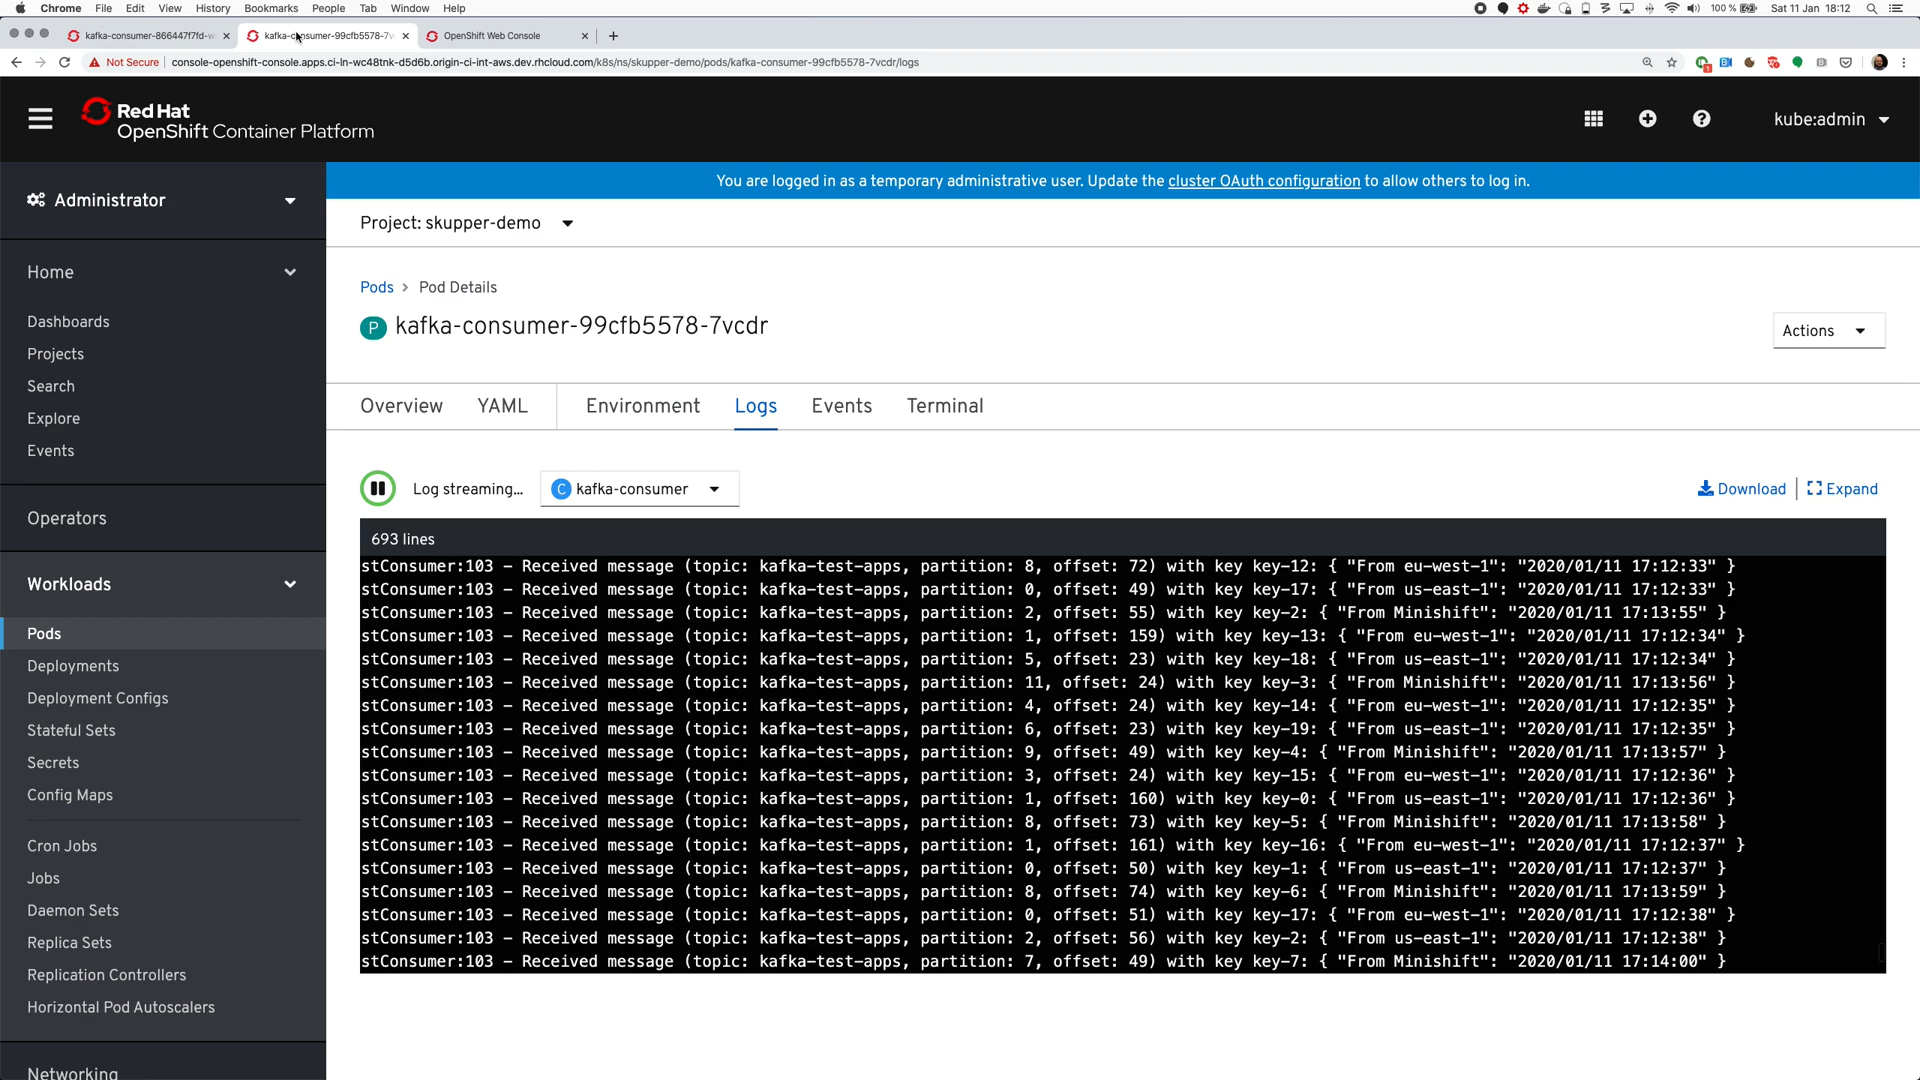 Chrome File Edit View History Bookmarks People Tab Window Help 100 % Sat 11 Jan 18:12
kafka-consumer-866447f7fd-w kafka-consumer-99cfb5578-7v OpenShift Web Console
Not Secure console-openshift-console.apps.ci-ln-wc48tnk-d5d6b.origin-ci-int-aws.dev.rhcloud.com/k8s/ns/skupper-demo/pods/kafka-consumer-99cfb5578-7vcdr/logs
Red Hat
OpenShift Container Platform
kube:admin
You are logged in as a temporary administrative user. Update the cluster OAuth configuration to allow others to log in.
Administrator
Home
Dashboards
Projects
Search
Explore
Events
Operators
Workloads
Pods
Deployments
Deployment Configs
Stateful Sets
Secrets
Config Maps
Cron Jobs
Jobs
Daemon Sets
Replica Sets
Replication Controllers
Horizontal Pod Autoscalers
Networking
Project: skupper-demo
Pods > Pod Details
P kafka-consumer-99cfb5578-7vcdr
Actions
Overview YAML Environment Logs Events Terminal
Log streaming... C kafka-consumer Download Expand
693 lines
stConsumer:103 - Received message (topic: kafka-test-apps, partition: 8, offset: 72) with key key-12: { "From eu-west-1": "2020/01/11 17:12:33" }
stConsumer:103 - Received message (topic: kafka-test-apps, partition: 0, offset: 49) with key key-17: { "From us-east-1": "2020/01/11 17:12:33" }
stConsumer:103 - Received message (topic: kafka-test-apps, partition: 2, offset: 55) with key key-2: { "From Minishift": "2020/01/11 17:13:55" }
stConsumer:103 - Received message (topic: kafka-test-apps, partition: 1, offset: 159) with key key-13: { "From eu-west-1": "2020/01/11 17:12:34" }
stConsumer:103 - Received message (topic: kafka-test-apps, partition: 5, offset: 23) with key key-18: { "From us-east-1": "2020/01/11 17:12:34" }
stConsumer:103 - Received message (topic: kafka-test-apps, partition: 11, offset: 24) with key key-3: { "From Minishift": "2020/01/11 17:13:56" }
stConsumer:103 - Received message (topic: kafka-test-apps, partition: 4, offset: 24) with key key-14: { "From eu-west-1": "2020/01/11 17:12:35" }
stConsumer:103 - Received message (topic: kafka-test-apps, partition: 6, offset: 23) with key key-19: { "From us-east-1": "2020/01/11 17:12:35" }
stConsumer:103 - Received message (topic: kafka-test-apps, partition: 9, offset: 49) with key key-4: { "From Minishift": "2020/01/11 17:13:57" }
stConsumer:103 - Received message (topic: kafka-test-apps, partition: 3, offset: 24) with key key-15: { "From eu-west-1": "2020/01/11 17:12:36" }
stConsumer:103 - Received message (topic: kafka-test-apps, partition: 1, offset: 160) with key key-0: { "From us-east-1": "2020/01/11 17:12:36" }
stConsumer:103 - Received message (topic: kafka-test-apps, partition: 8, offset: 73) with key key-5: { "From Minishift": "2020/01/11 17:13:58" }
stConsumer:103 - Received message (topic: kafka-test-apps, partition: 1, offset: 161) with key key-16: { "From eu-west-1": "2020/01/11 17:12:37" }
stConsumer:103 - Received message (topic: kafka-test-apps, partition: 0, offset: 50) with key key-1: { "From us-east-1": "2020/01/11 17:12:37" }
stConsumer:103 - Received message (topic: kafka-test-apps, partition: 8, offset: 74) with key key-6: { "From Minishift": "2020/01/11 17:13:59" }
stConsumer:103 - Received message (topic: kafka-test-apps, partition: 0, offset: 51) with key key-17: { "From eu-west-1": "2020/01/11 17:12:38" }
stConsumer:103 - Received message (topic: kafka-test-apps, partition: 2, offset: 56) with key key-2: { "From us-east-1": "2020/01/11 17:12:38" }
stConsumer:103 - Received message (topic: kafka-test-apps, partition: 7, offset: 49) with key key-7: { "From Minishift": "2020/01/11 17:14:00" }